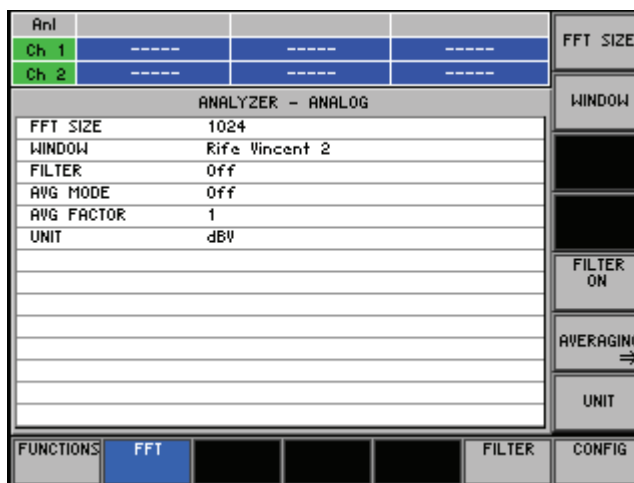 Anl
Ch 1 ----- ----- -----
Ch 2 ----- ----- -----
ANALYZER - ANALOG
FFT SIZE 1024
WINDOW Rife Vincent 2
FILTER Off
AVG MODE Off
AVG FACTOR 1
UNIT dBV
FFT SIZE
WINDOW
FILTER
ON
AVERAGING
⇒
UNIT
FUNCTIONS FFT FILTER CONFIG